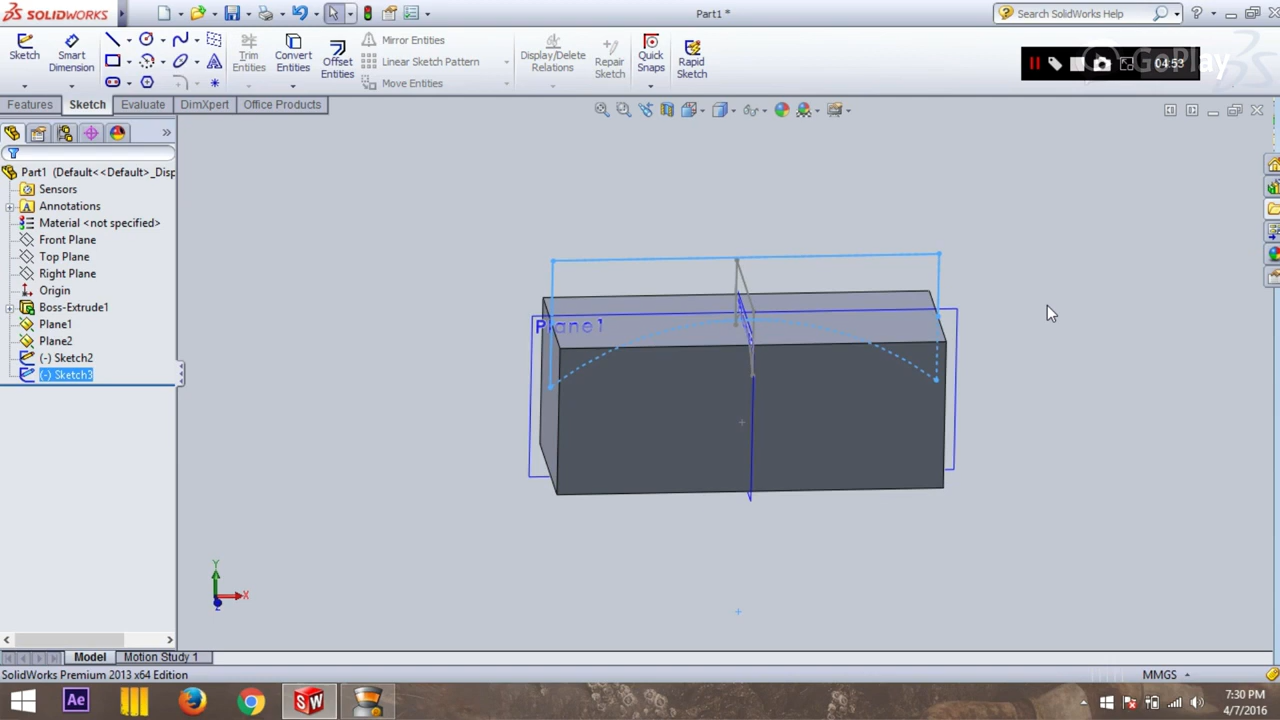 SOLIDWORKS
Part1 *
Search SolidWorks Help
Sketch
Smart Dimension
Trim Entities
Convert Entities
Offset Entities
Mirror Entities
Linear Sketch Pattern
Move Entities
Display/Delete Relations
Repair Sketch
Quick Snaps
Rapid Sketch
GoPlay
04:53
Features
Sketch
Evaluate
DimXpert
Office Products
Part1 (Default<<Default>_Disp
Sensors
Annotations
Material <not specified>
Front Plane
Top Plane
Right Plane
Origin
Boss-Extrude1
Plane1
Plane2
(-) Sketch2
(-) Sketch3
Plane1
Y
X
Z
Model
Motion Study 1
SolidWorks Premium 2013 x64 Edition
MMGS
Ae
SW
7:30 PM
4/7/2016